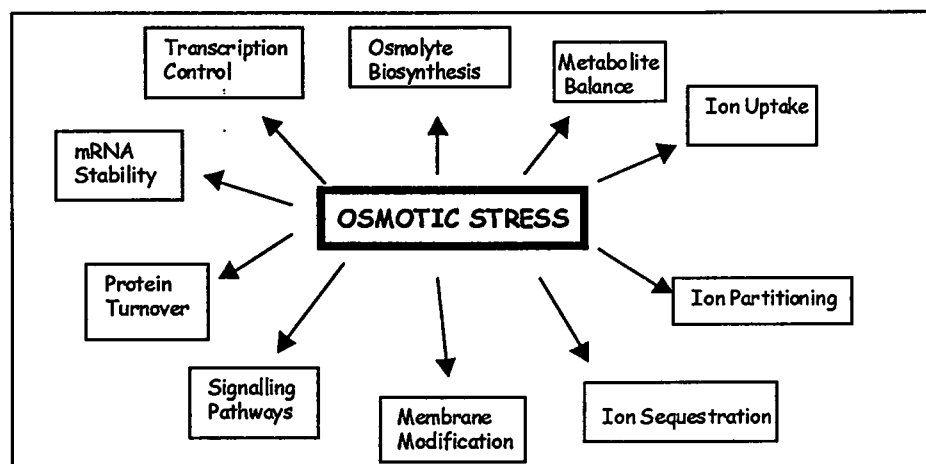 Transcription
Control
Osmolyte
Biosynthesis
Metabolite
Balance
Ion Uptake
mRNA
Stability
OSMOTIC STRESS
Protein
Turnover
Ion Partitioning
Signalling
Pathways
Membrane
Modification
Ion Sequestration